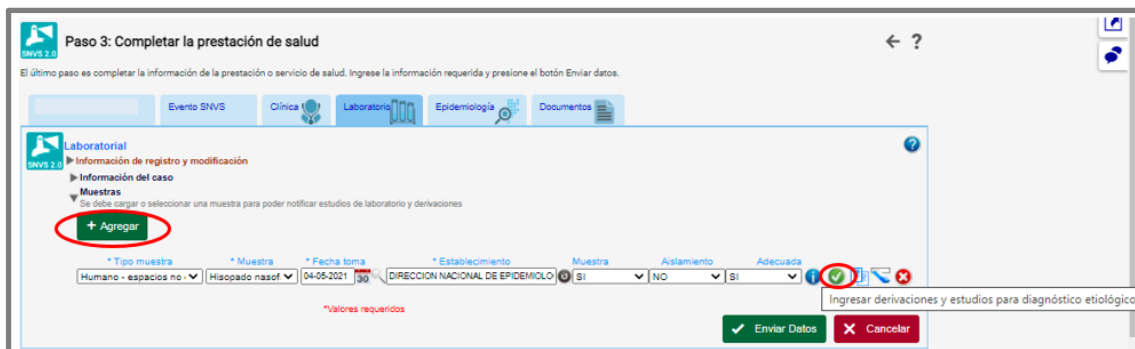 SNVS 2.0
Paso 3: Completar la prestación de salud
← ?
El último paso es completar la información de la prestación o servicio de salud. Ingrese la información requerida y presione el botón Enviar datos.
Evento SNVS Clínica Laboratorio Epidemiología Documentos
SNVS 2.0
Laboratorial
Información de registro y modificación
Información del caso
Muestras
Se debe cargar o seleccionar una muestra para poder notificar estudios de laboratorio y derivaciones
+ Agregar
* Tipo muestra * Muestra * Fecha toma * Establecimiento Muestra Aislamiento Adecuada
Humano - espacios no - Hisopado nasof. 04-05-2021 30 DIRECCION NACIONAL DE EPIDEMIOLO SI NO SI
Ingresar derivaciones y estudios para diagnóstico etiológico
*Valores requeridos
Enviar Datos Cancelar